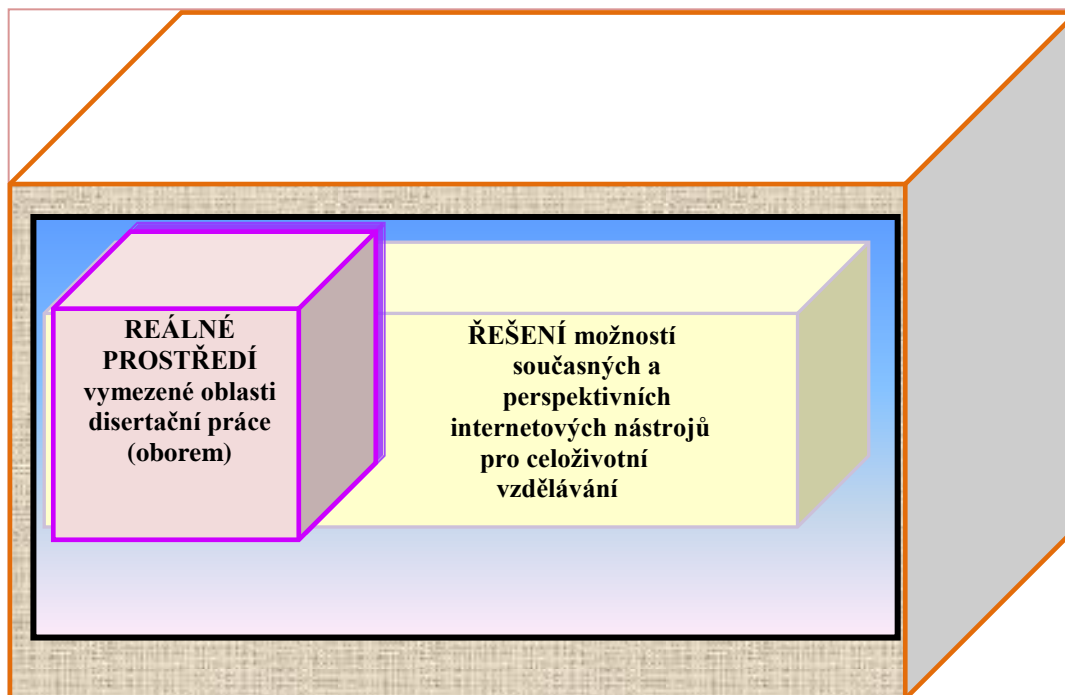 REÁLNÉ
PROSTŘEDÍ
vymezené oblasti
disertační práce
(oborem)
ŘEŠENÍ možností
současných a
perspektivních
internetových nástrojů
pro celoživotní
vzdělávání